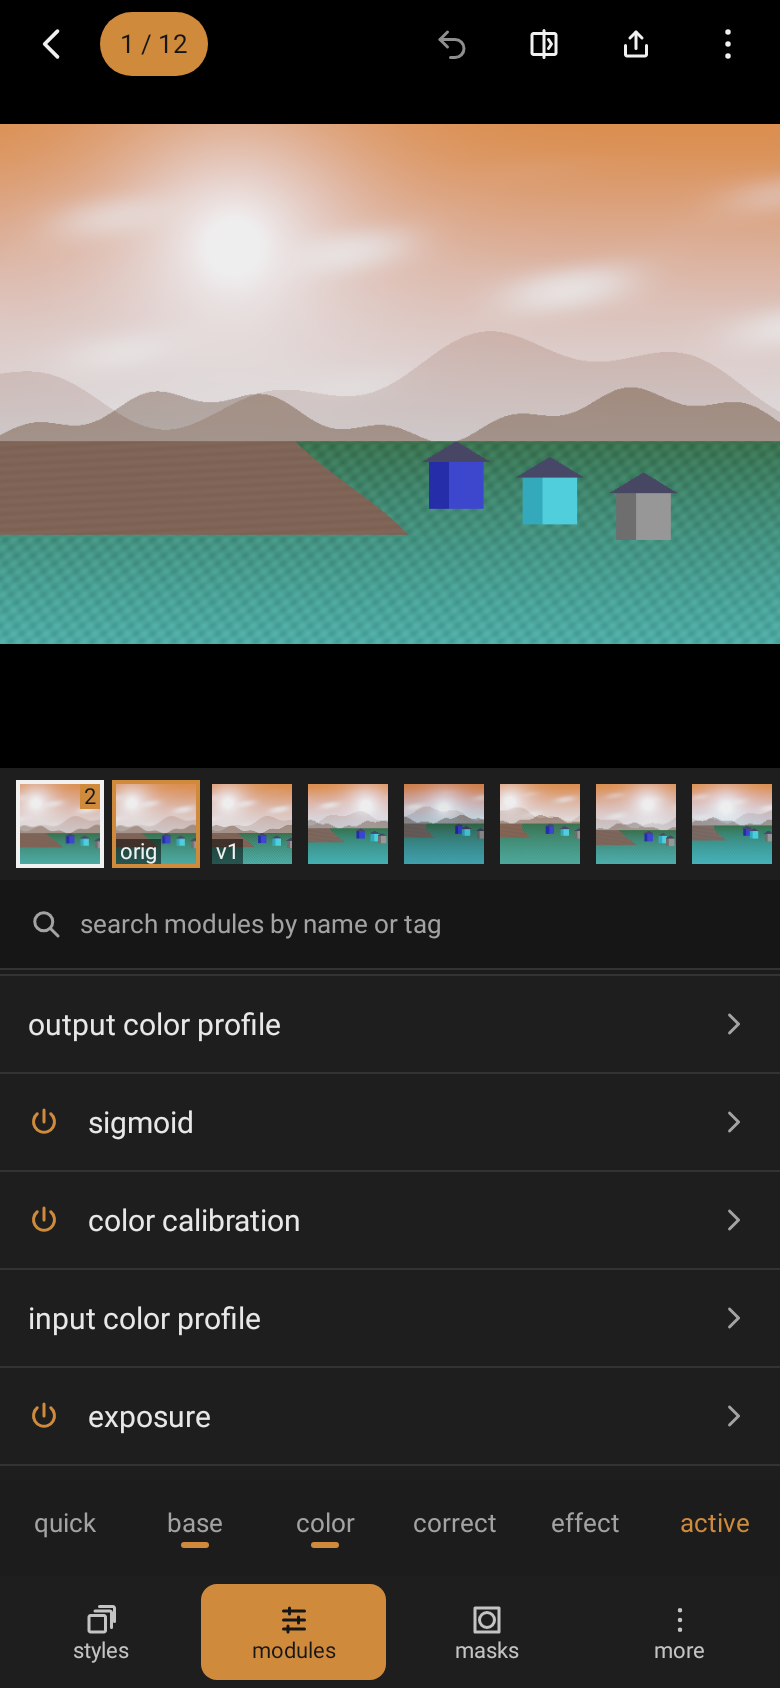 1 / 12
2
orig
v1
search modules by name or tag
output color profile
sigmoid
color calibration
input color profile
exposure
quick base color correct effect active
styles modules masks more